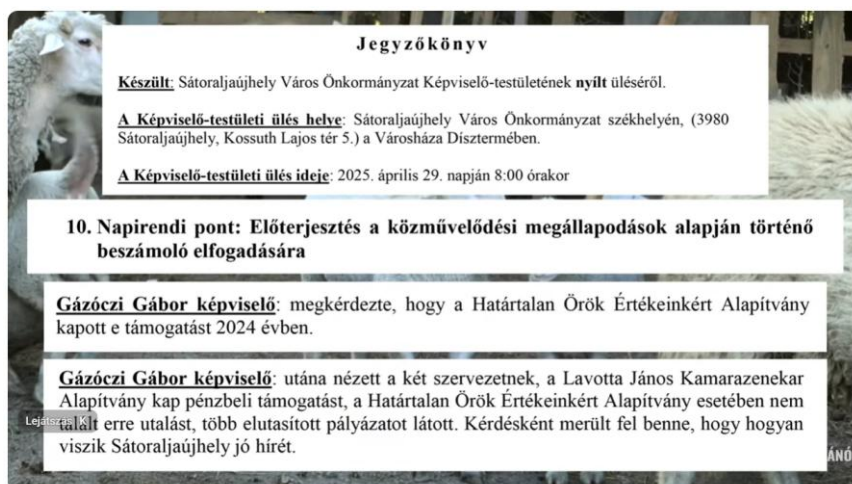 Jegyzőkönyv
Készült: Sátoraljaújhely Város Önkormányzat Képviselő-testületének nyílt üléséről.
A Képviselő-testületi ülés helye: Sátoraljaújhely Város Önkormányzat székhelyén, (3980
Sátoraljaújhely, Kossuth Lajos tér 5.) a Városháza Dísztermében.
A Képviselő-testületi ülés ideje: 2025. április 29. napján 8:00 órakor
10. Napirendi pont: Előterjesztés a közművelődési megállapodások alapján történő
beszámoló elfogadására
Gázóczi Gábor képviselő: megkérdezte, hogy a Határtalan Örök Értékeinkért Alapítvány
kapott e támogatást 2024 évben.
Gázóczi Gábor képviselő: utána nézett a két szervezetnek, a Lavotta János Kamarazenekar
Alapítvány kap pénzbeli támogatást, a Határtalan Örök Értékeinkért Alapítvány esetében nem
talált erre utalást, több elutasított pályázatot látott. Kérdésként merült fel benne, hogy hogyan
viszik Sátoraljaújhely jó hírét.
Lejátszás K